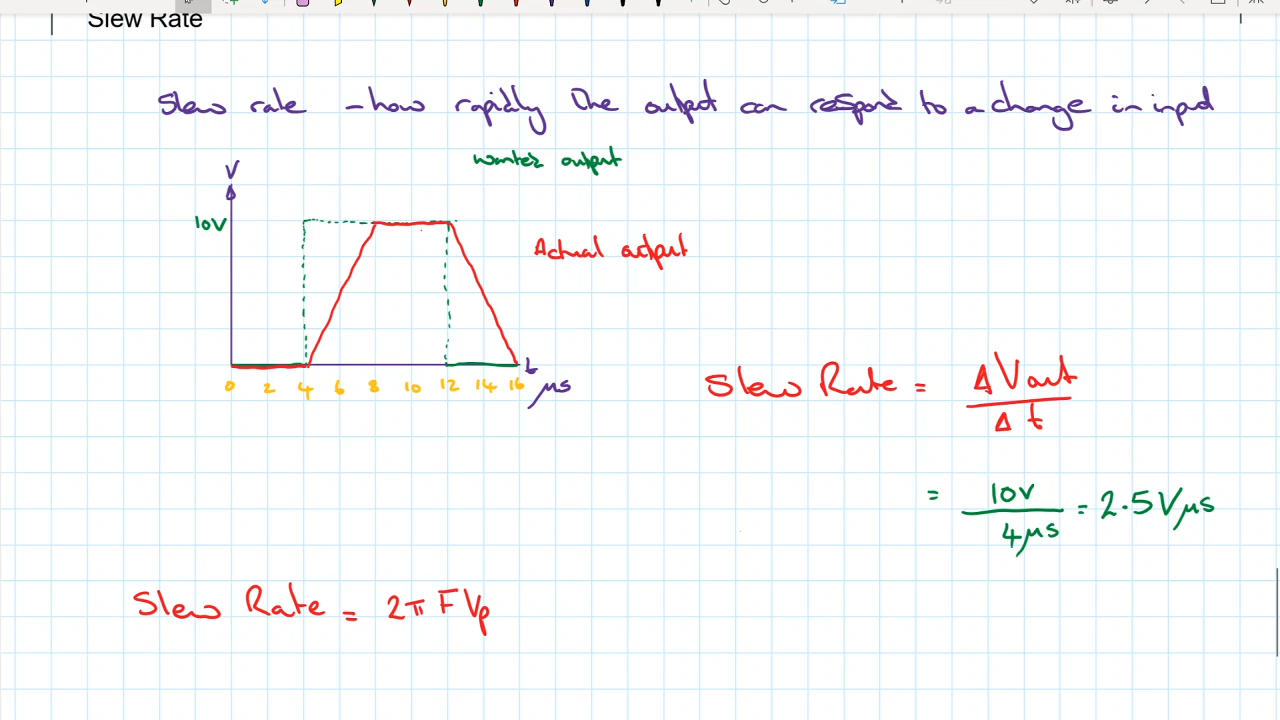 Slew Rate
Slew rate - how rapidly the output can respond to a change in input
wanted output
V
10V
Actual output
t
0 2 4 6 8 10 12 14 16 μs
Slew Rate = ΔVout / Δt
= 10V / 4μs = 2.5V/μs
Slew Rate = 2π F Vp